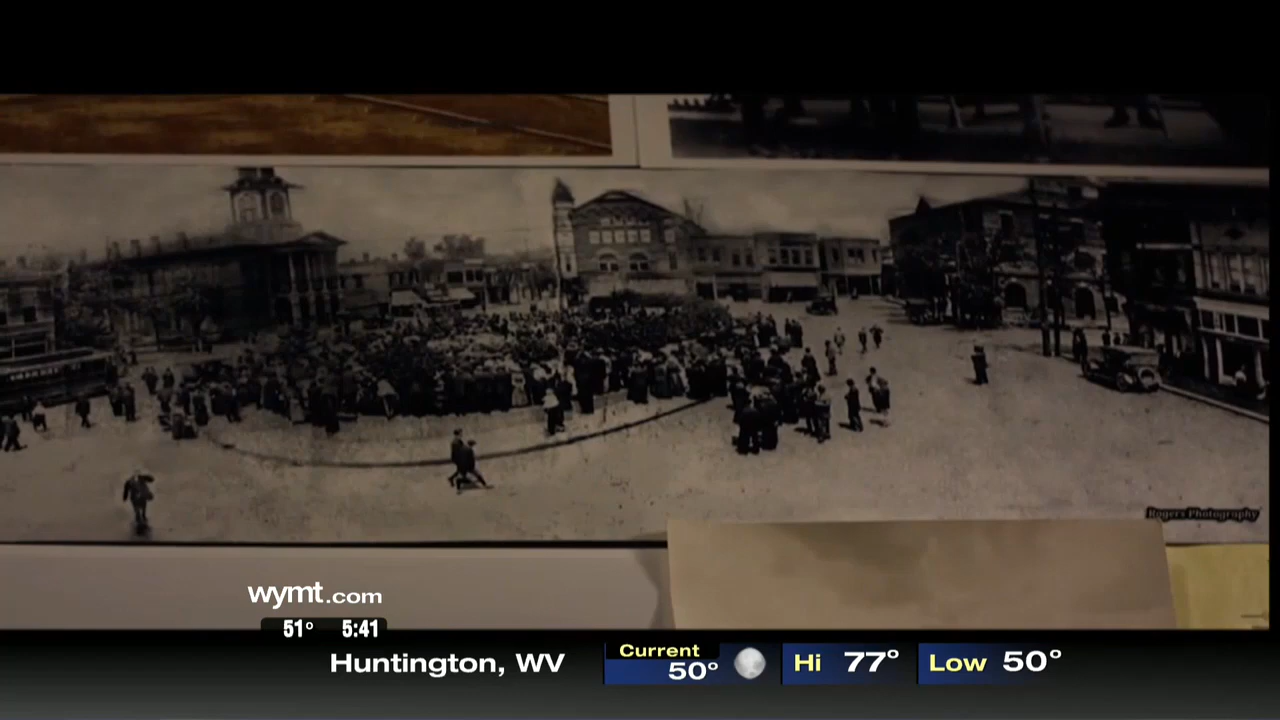 Rogers Photography
wymt.com
51° 5:41
Huntington, WV
Current
50°
Hi 77°
Low 50°